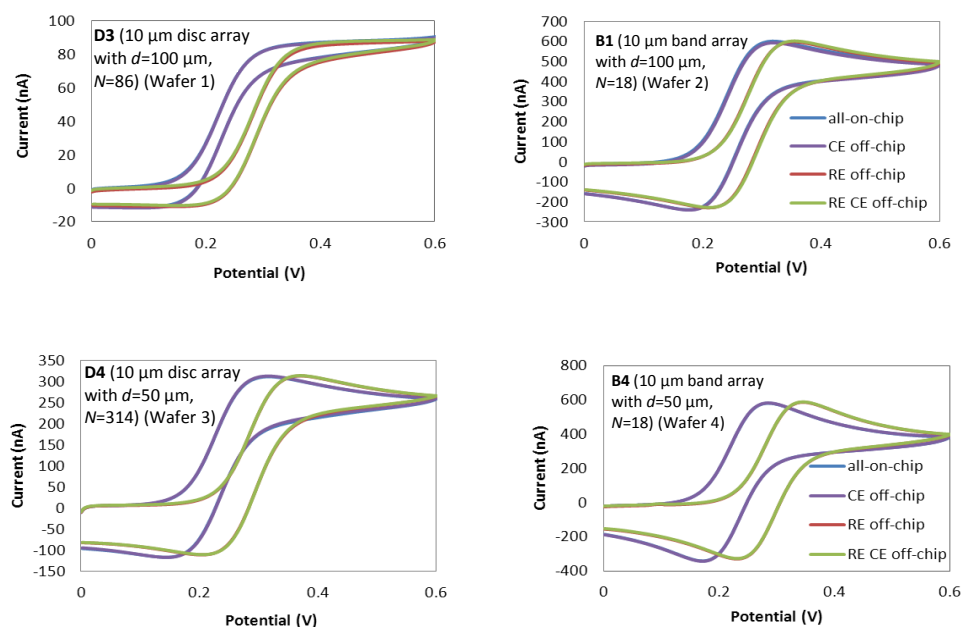 D3 (10 µm disc array
with d=100 µm,
N=86) (Wafer 1)
Current (nA)
100
80
60
40
20
0
-20
0
0.2
0.4
0.6
Potential (V)
B1 (10 µm band array
with d=100 µm,
N=18) (Wafer 2)
Current (nA)
700
600
500
400
300
200
100
0
-100
-200
-300
all-on-chip
CE off-chip
RE off-chip
RE CE off-chip
0
0.2
0.4
0.6
Potential (V)
D4 (10 µm disc array
with d=50 µm,
N=314) (Wafer 3)
Current (nA)
350
300
250
200
150
100
50
0
-50
-100
-150
0
0.2
0.4
0.6
Potential (V)
B4 (10 µm band array
with d=50 µm,
N=18) (Wafer 4)
Current (nA)
800
600
400
200
0
-200
-400
all-on-chip
CE off-chip
RE off-chip
RE CE off-chip
0
0.2
0.4
0.6
Potential (V)